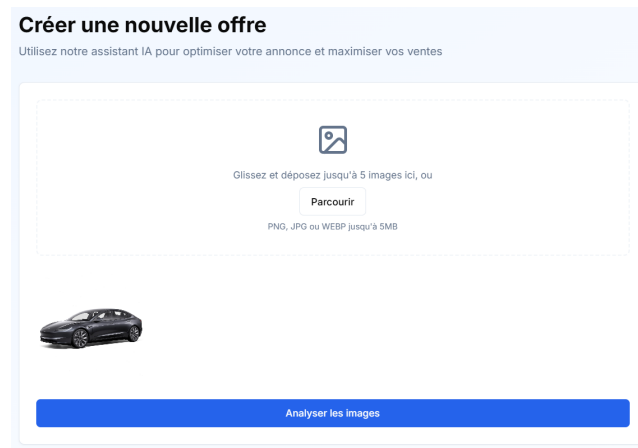 Créer une nouvelle offre
Utilisez notre assistant IA pour optimiser votre annonce et maximiser vos ventes
Glissez et déposez jusqu'à 5 images ici, ou
Parcourir
PNG, JPG ou WEBP jusqu'à 5MB
Analyser les images